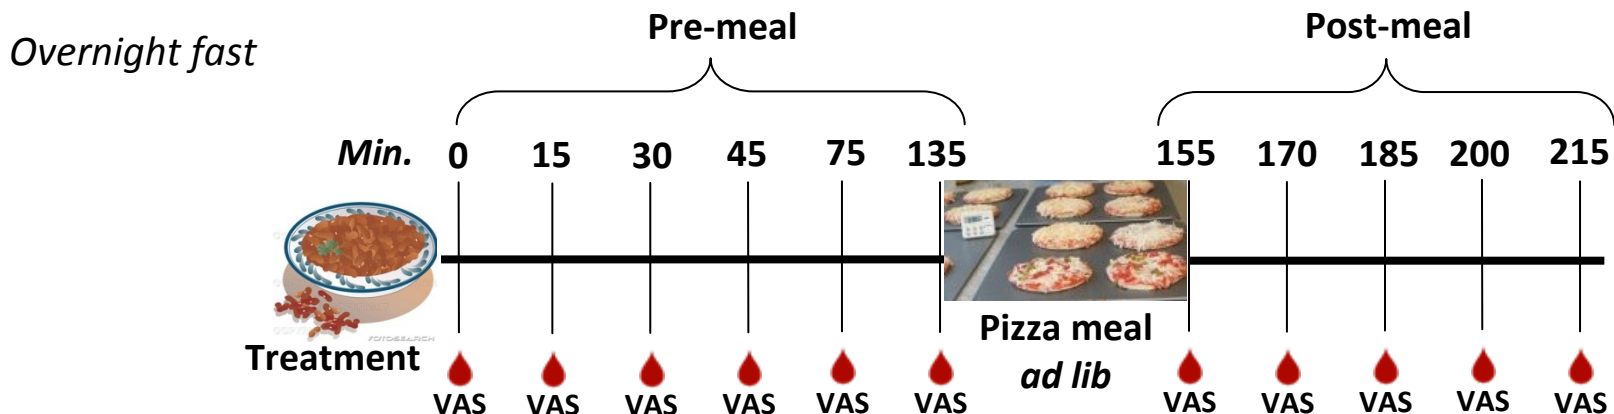 Overnight fast
Pre-meal
Post-meal
Min. 0 15 30 45 75 135 155 170 185 200 215
FOTOSEARCH
Treatment
Pizza meal
ad lib
VAS VAS VAS VAS VAS VAS VAS VAS VAS VAS VAS